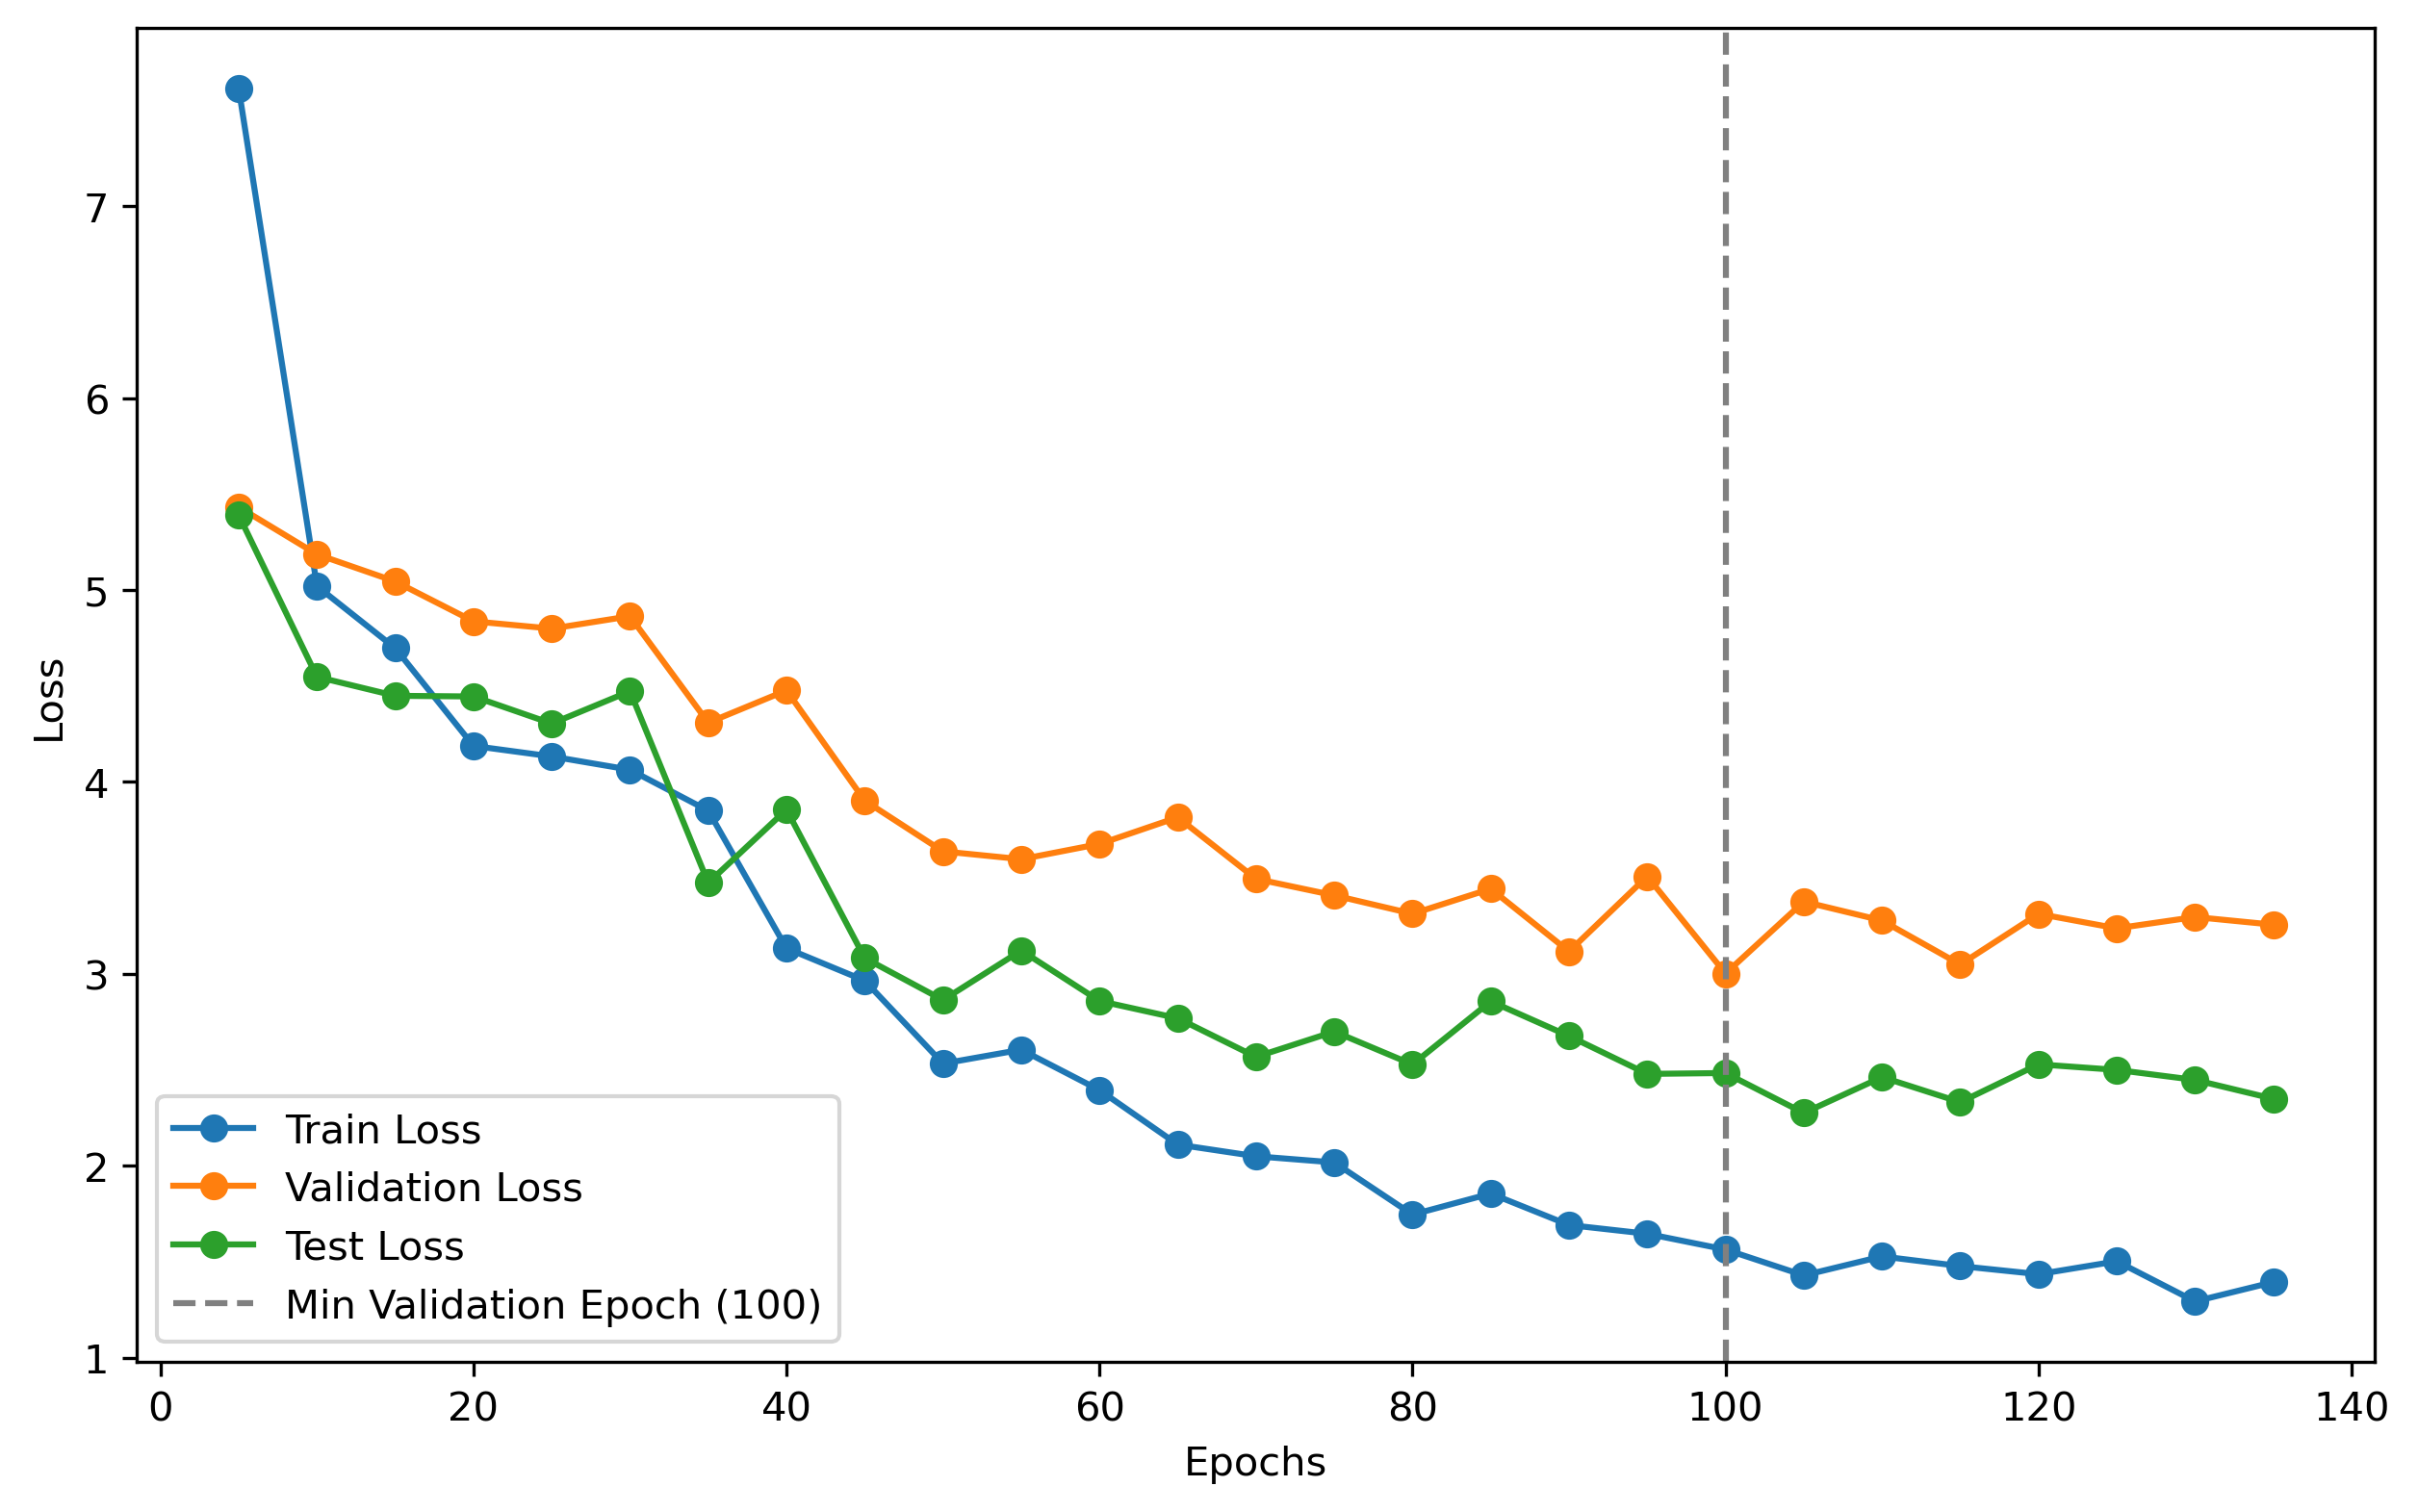 7
6
5
4
3
2
1
Loss
Train Loss
Validation Loss
Test Loss
Min Validation Epoch (100)
0 20 40 60 80 100 120 140
Epochs